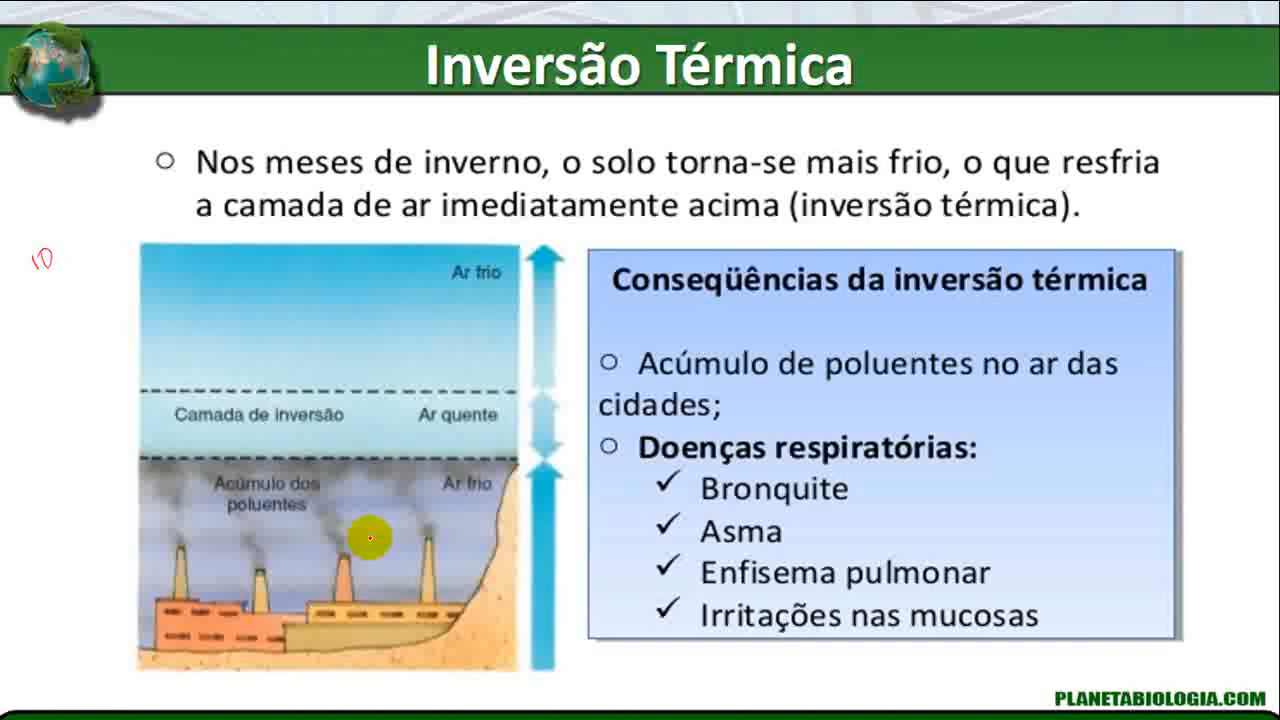 Inversão Térmica
○ Nos meses de inverno, o solo torna-se mais frio, o que resfria
a camada de ar imediatamente acima (inversão térmica).
10
Ar frio
Camada de inversão Ar quente
Acúmulo dos Ar frio
poluentes
Conseqüências da inversão térmica
○ Acúmulo de poluentes no ar das
cidades;
○ Doenças respiratórias:
✓ Bronquite
✓ Asma
✓ Enfisema pulmonar
✓ Irritações nas mucosas
PLANETABIOLOGIA.COM